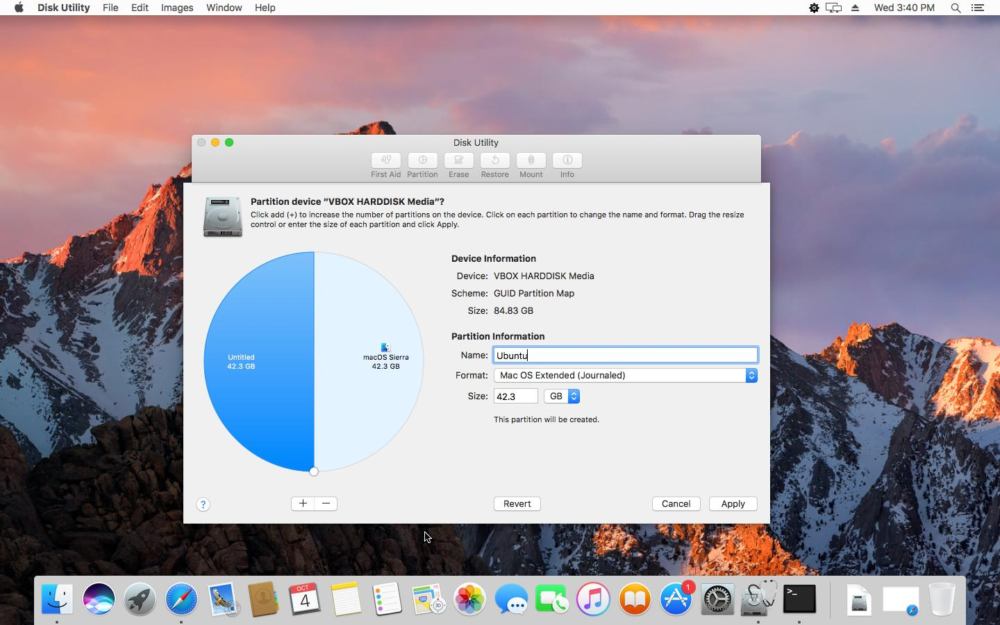 Disk Utility File Edit Images Window Help Wed 3:40 PM
Disk Utility
First Aid Partition Erase Restore Mount Info
Partition device “VBOX HARDDISK Media”?
Click add (+) to increase the number of partitions on the device. Click on each partition to change the name and format. Drag the resize
control or enter the size of each partition and click Apply.
Untitled
42.3 GB
macOS Sierra
42.3 GB
Device Information
Device: VBOX HARDDISK Media
Scheme: GUID Partition Map
Size: 84.83 GB
Partition Information
Name: Ubuntu
Format: Mac OS Extended (Journaled)
Size: 42.3 GB
This partition will be created.
? + − Revert Cancel Apply
OCT
4
3D
1
>_